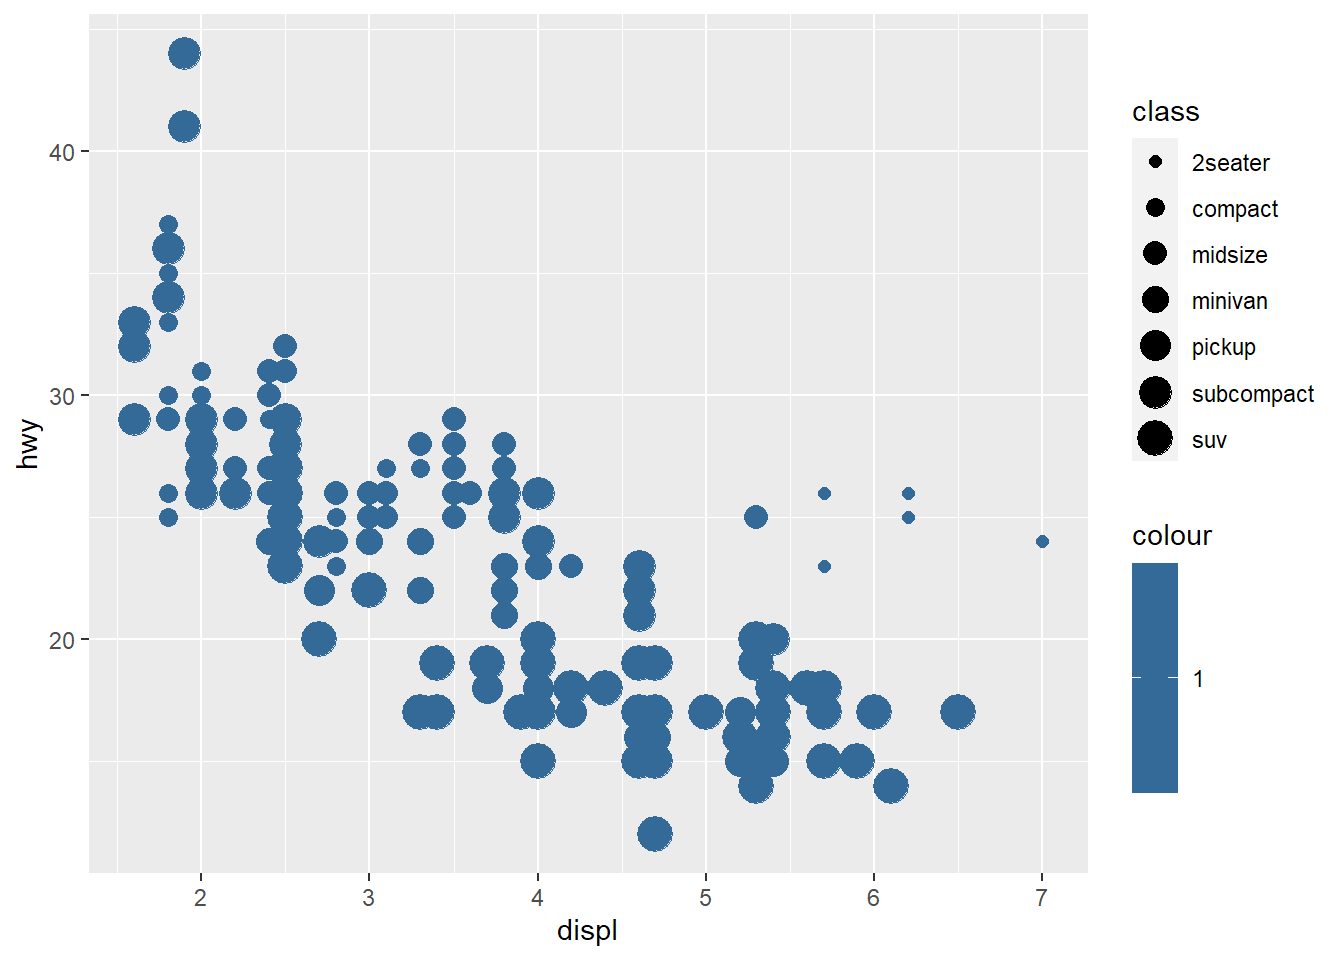 40
30
20
hwy
2 3 4 5 6 7
displ
class
2seater
compact
midsize
minivan
pickup
subcompact
suv
colour
1